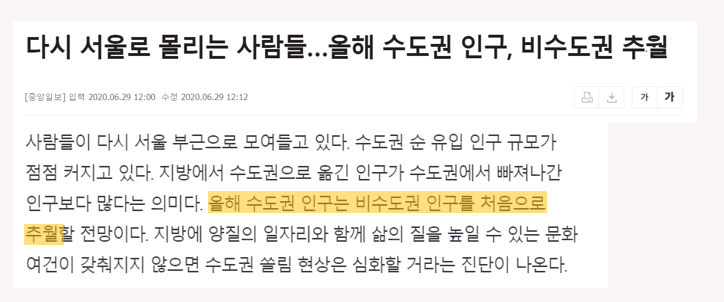 다시 서울로 몰리는 사람들...올해 수도권 인구, 비수도권 추월
[중앙일보] 입력 2020.06.29 12:00 수정 2020.06.29 12:12
가 가
사람들이 다시 서울 부근으로 모여들고 있다. 수도권 순 유입 인구 규모가
점점 커지고 있다. 지방에서 수도권으로 옮긴 인구가 수도권에서 빠져나간
인구보다 많다는 의미다. 올해 수도권 인구는 비수도권 인구를 처음으로
추월할 전망이다. 지방에 양질의 일자리와 함께 삶의 질을 높일 수 있는 문화
여건이 갖춰지지 않으면 수도권 쏠림 현상은 심화할 거라는 진단이 나온다.